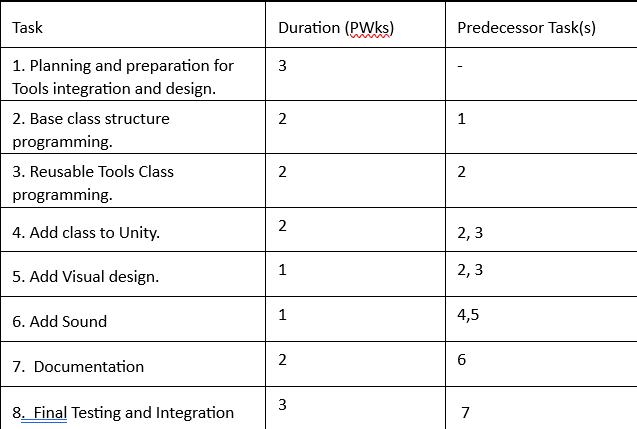 Task Duration (PWks) Predecessor Task(s)
1. Planning and preparation for 3 -
Tools integration and design.
2. Base class structure 2 1
programming.
3. Reusable Tools Class 2 2
programming.
4. Add class to Unity. 2 2, 3
5. Add Visual design. 1 2, 3
6. Add Sound 1 4,5
7. Documentation 2 6
8. Final Testing and Integration 3 7